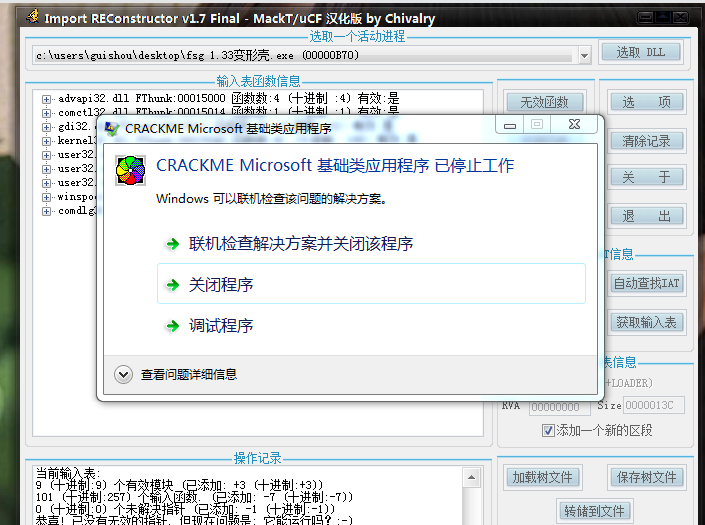 Import REConstructor v1.7 Final - MackT/uCF 汉化版 by Chivalry
选取一个活动进程
c:\users\guishou\desktop\fsg 1.33变形壳.exe (00000B70)
选取 DLL
输入表函数信息
advapi32.dll FThunk:00015000 函数数:4 (十进制 :4) 有效:是
comctl32.dll FThunk:00015014 函数数:1 (十进制 :1) 有效:是
gdi32.
kernel
user32
user32
user32
winspo
comdlg
无效函数
选 项
清除记录
关 于
退 出
CRACKME Microsoft 基础类应用程序
CRACKME Microsoft 基础类应用程序 已停止工作
Windows 可以联机检查该问题的解决方案。
联机检查解决方案并关闭该程序
关闭程序
调试程序
查看问题详细信息
信息
自动查找IAT
获取输入表
表信息
+LOADER)
RVA 00000000 Size 0000013C
添加一个新的区段
操作记录
当前输入表:
9 (十进制:9) 个有效模块 (已添加: +3 (十进制:+3))
101 (十进制:257) 个输入函数. (已添加: -7 (十进制:-7))
0 (十进制:0) 个未解决指针 (已添加: -1 (十进制:-1))
恭喜! 已没有无效的指针, 但现在问题是: 它能运行吗? :-)
加载树文件
保存树文件
转储到文件